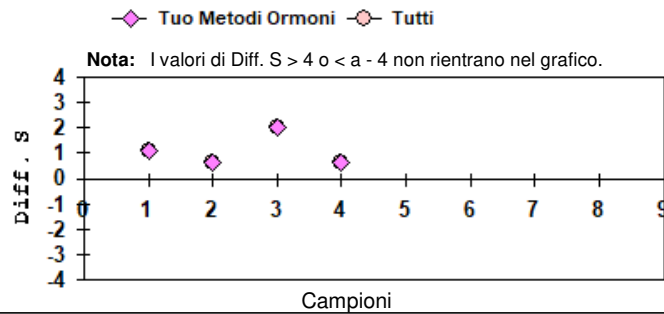 Tuo Metodi Ormoni Tutti
Nota: I valori di Diff. S > 4 o < a - 4 non rientrano nel grafico.
4
3
2
1
0
-1
-2
-3
-4
Diff. S
0 1 2 3 4 5 6 7 8 9
Campioni